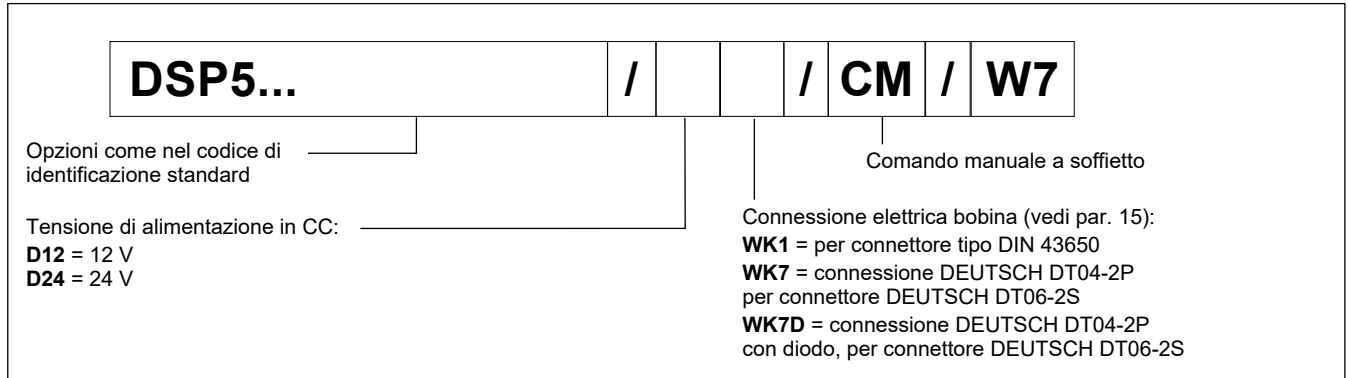 DSP5... / / CM / W7
Opzioni come nel codice di
identificazione standard
Comando manuale a soffietto
Tensione di alimentazione in CC:
D12 = 12 V
D24 = 24 V
Connessione elettrica bobina (vedi par. 15):
WK1 = per connettore tipo DIN 43650
WK7 = connessione DEUTSCH DT04-2P
per connettore DEUTSCH DT06-2S
WK7D = connessione DEUTSCH DT04-2P
con diodo, per connettore DEUTSCH DT06-2S